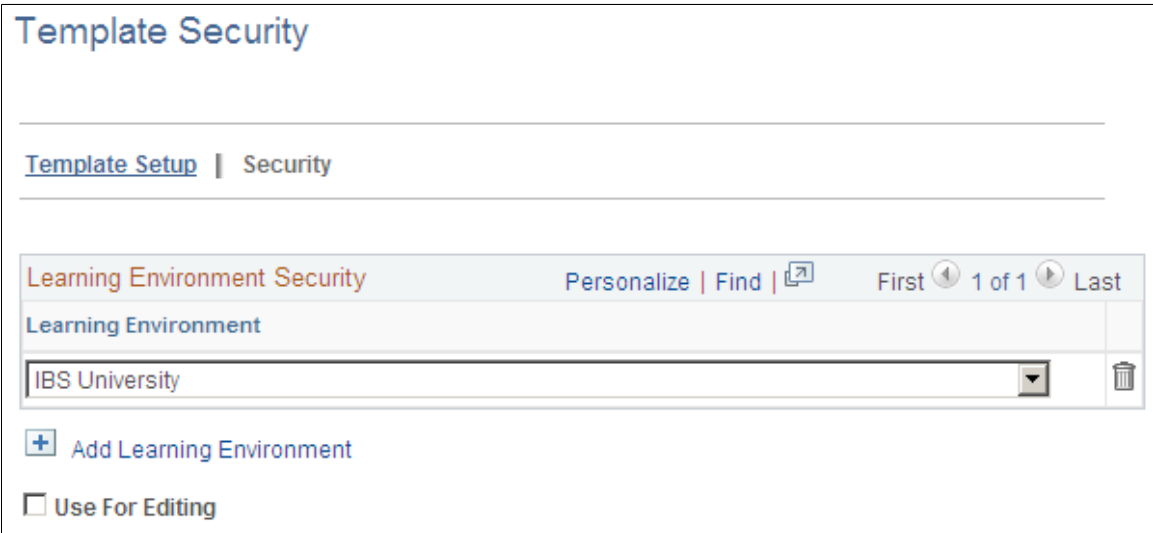 Template Security
Template Setup | Security
Learning Environment Security Personalize | Find | First 1 of 1 Last
Learning Environment
IBS University
Add Learning Environment
Use For Editing